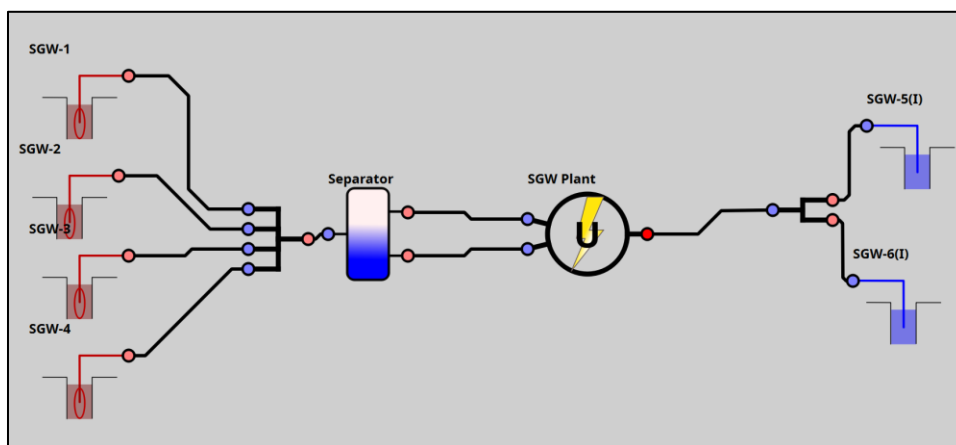 SGW-1
SGW-2
SGW-3
SGW-4
Separator
SGW Plant
U
SGW-5(I)
SGW-6(I)